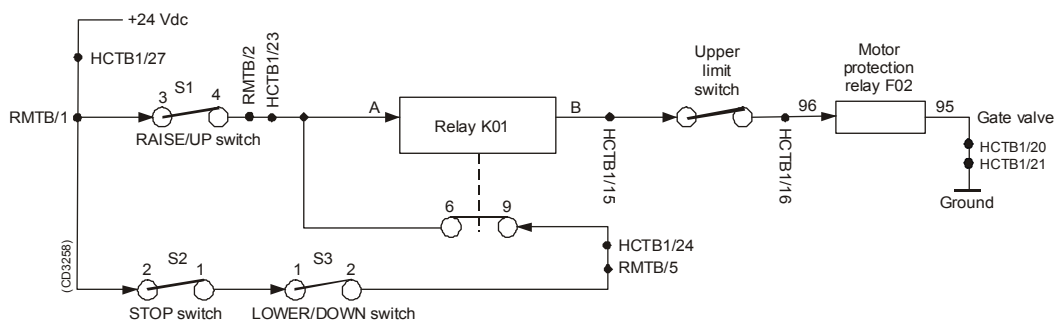 +24 Vdc
HCTB1/27
RMTB/1
3
S1
4
RAISE/UP switch
RMTB/2
HCTB1/23
A
Relay K01
B
HCTB1/15
Upper
limit
switch
HCTB1/16
96
Motor
protection
relay F02
95
Gate valve
HCTB1/20
HCTB1/21
Ground
6
9
HCTB1/24
RMTB/5
(CD3258)
2
S2
1
STOP switch
1
S3
2
LOWER/DOWN switch